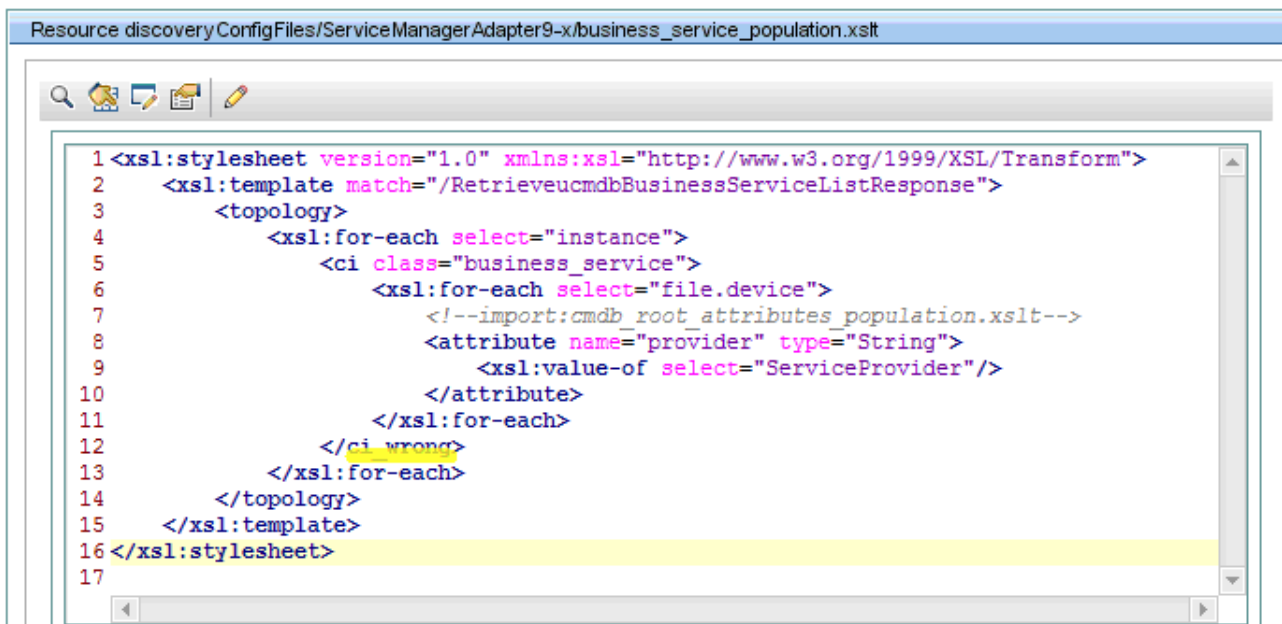 Resource discoveryConfigFiles/ServiceManagerAdapter9-x/business_service_population.xslt
1 <xsl:stylesheet version="1.0" xmlns:xsl="http://www.w3.org/1999/XSL/Transform">
2 <xsl:template match="/RetrieveucmdbBusinessServiceListResponse">
3 <topology>
4 <xsl:for-each select="instance">
5 <ci class="business_service">
6 <xsl:for-each select="file.device">
7 <!--import:cmdb_root_attributes_population.xslt-->
8 <attribute name="provider" type="String">
9 <xsl:value-of select="ServiceProvider"/>
10 </attribute>
11 </xsl:for-each>
12 </ci_wrong>
13 </xsl:for-each>
14 </topology>
15 </xsl:template>
16 </xsl:stylesheet>
17